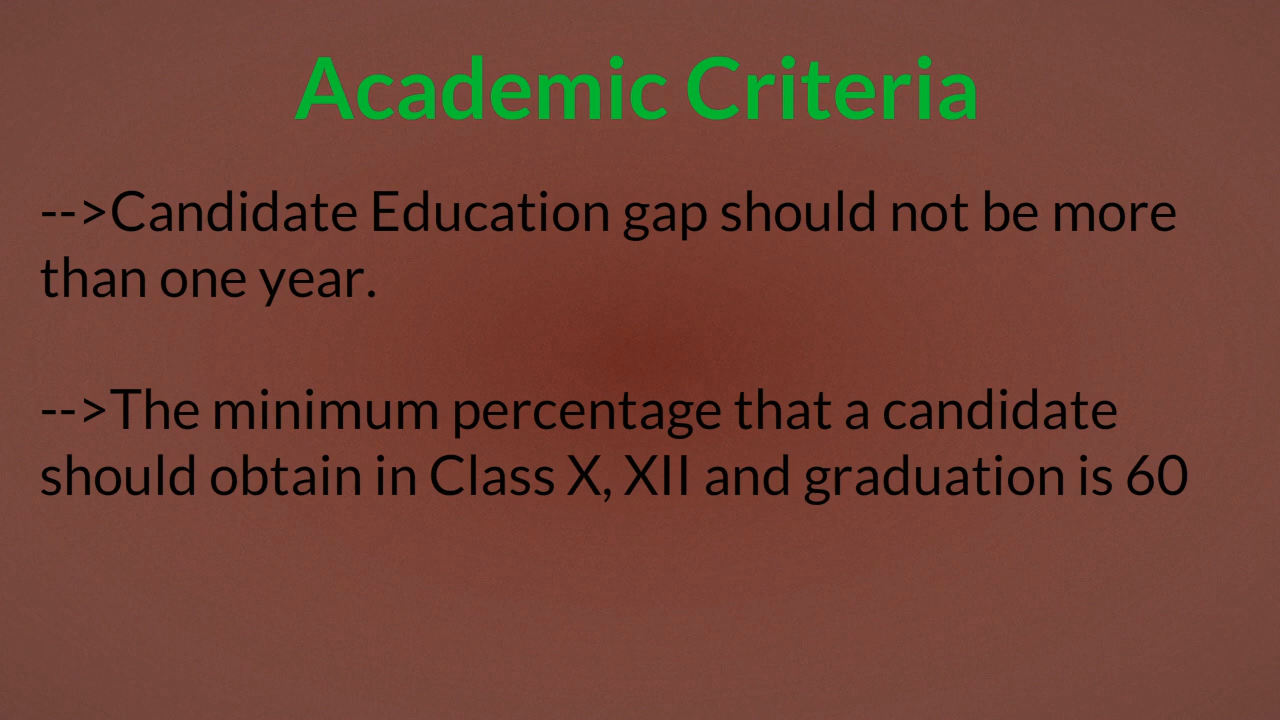 Academic Criteria
-->Candidate Education gap should not be more
than one year.
-->The minimum percentage that a candidate
should obtain in Class X, XII and graduation is 60